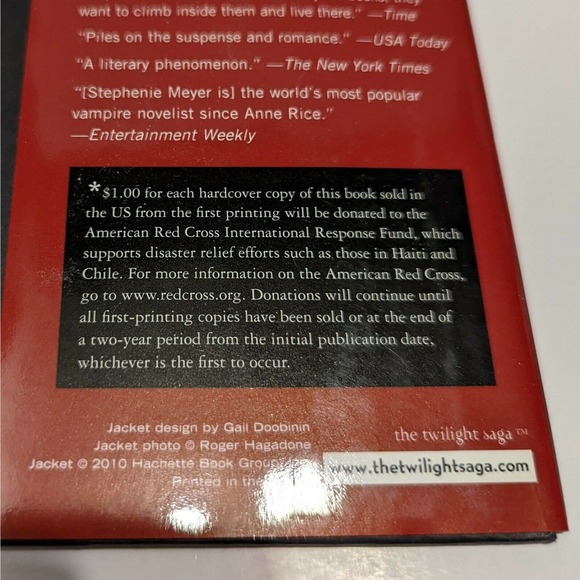 want to climb inside them and live there." —Time
"Piles on the suspense and romance." —USA Today
"A literary phenomenon." —The New York Times
"[Stephenie Meyer is] the world's most popular
vampire novelist since Anne Rice."
—Entertainment Weekly
*$1.00 for each hardcover copy of this book sold in
the US from the first printing will be donated to the
American Red Cross International Response Fund, which
supports disaster relief efforts such as those in Haiti and
Chile. For more information on the American Red Cross,
go to www.redcross.org. Donations will continue until
all first-printing copies have been sold or at the end of
a two-year period from the initial publication date,
whichever is the first to occur.
Jacket design by Gail Doobinin
Jacket photo © Roger Hagadone
Jacket © 2010 Hachette Book Group
Printed in the
the twilight saga™
www.thetwilightsaga.com